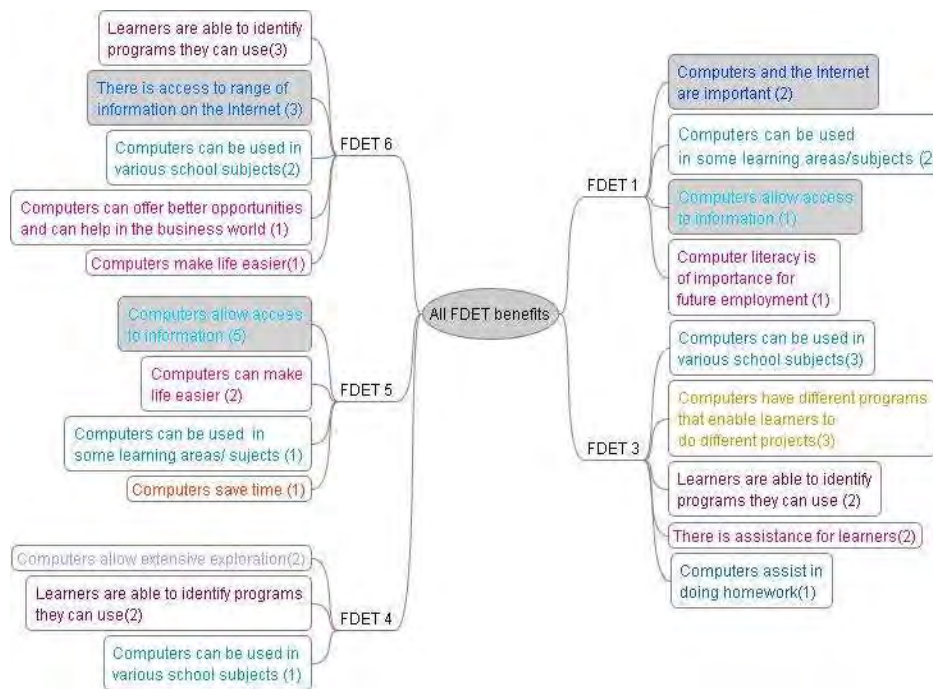 Learners are able to identify
programs they can use(3)
There is access to range of
information on the Internet (3)
Computers can be used in
various school subjects(2)
Computers can offer better opportunities
and can help in the business world (1)
Computers make life easier(1)
FDET 6
Computers allow access
to information (5)
Computers can make
life easier (2)
Computers can be used in
some learning areas/ sujects (1)
Computers save time (1)
FDET 5
Computers allow extensive exploration(2)
Learners are able to identify programs
they can use(2)
Computers can be used in
various school subjects (1)
FDET 4
All FDET benefits
FDET 1
Computers and the Internet
are important (2)
Computers can be used
in some learning areas/subjects (2
Computers allow access
to information (1)
Computer literacy is
of importance for
future employment (1)
FDET 3
Computers can be used in
various school subjects(3)
Computers have different programs
that enable learners to
do different projects(3)
Learners are able to identify
programs they can use (2)
There is assistance for learners(2)
Computers assist in
doing homework(1)